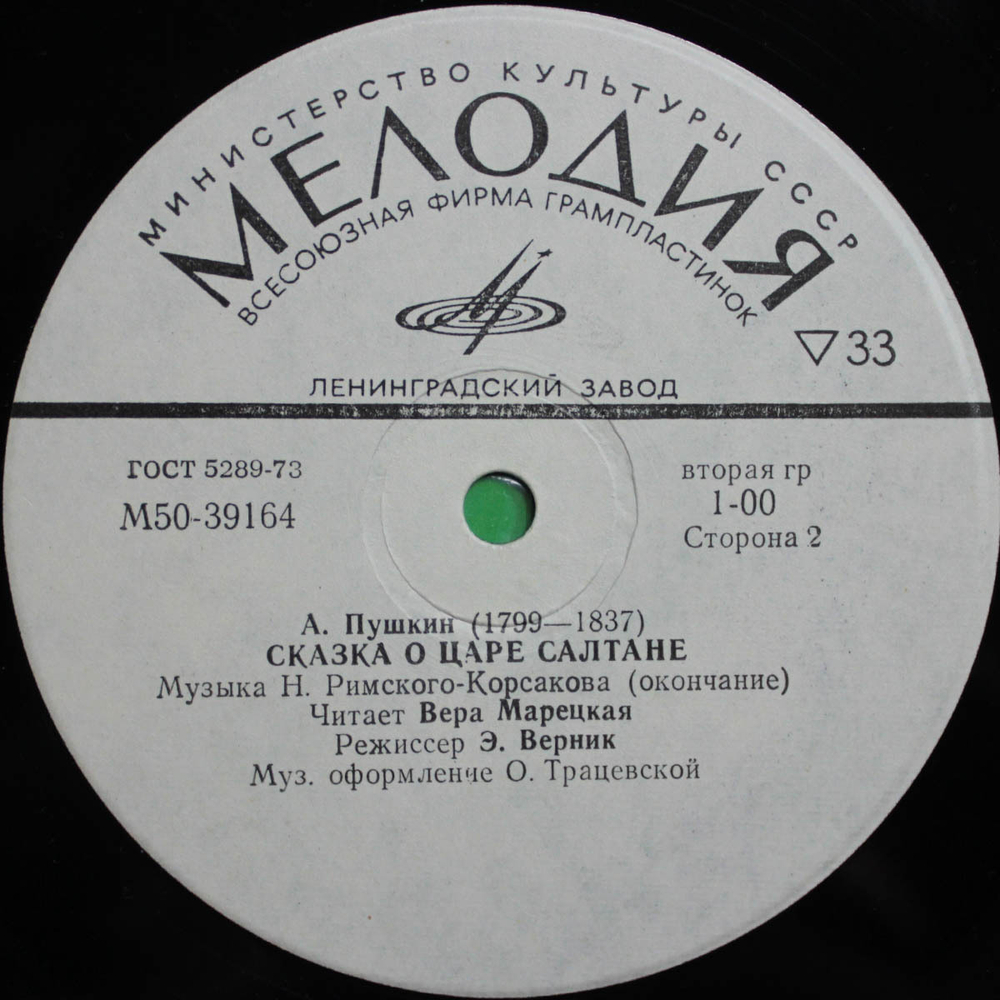 МИНИСТЕРСТВО КУЛЬТУРЫ СССР
МЕЛОДИЯ
ВСЕСОЮЗНАЯ ФИРМА ГРАМПЛАСТИНОК
33
ЛЕНИНГРАДСКИЙ ЗАВОД
ГОСТ 5289-73
М50-39164
вторая гр
1-00
Сторона 2
А. Пушкин (1799—1837)
СКАЗКА О ЦАРЕ САЛТАНЕ
Музыка Н. Римского-Корсакова (окончание)
Читает Вера Марецкая
Режиссер Э. Верник
Муз. оформление О. Трацевской